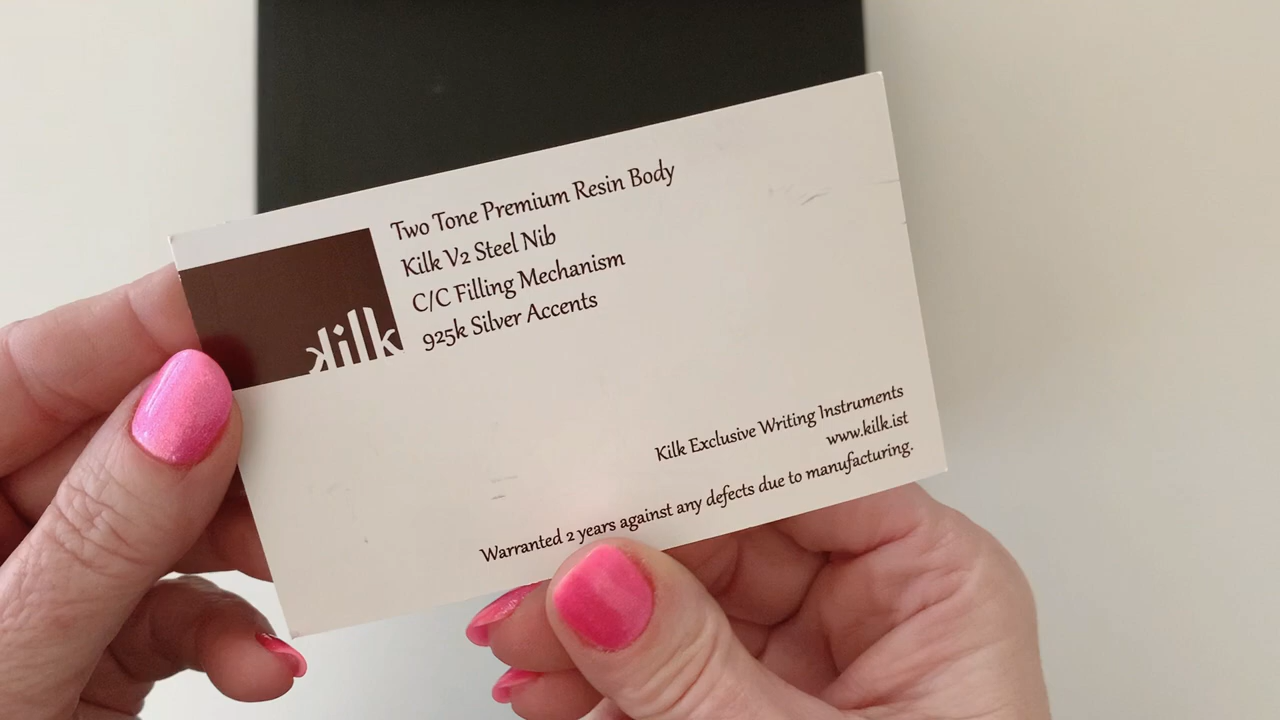 Two Tone Premium Resin Body
Kilk V2 Steel Nib
C/C Filling Mechanism
925k Silver Accents
kilk
Kilk Exclusive Writing Instruments
www.kilk.ist
Warranted 2 years against any defects due to manufacturing.